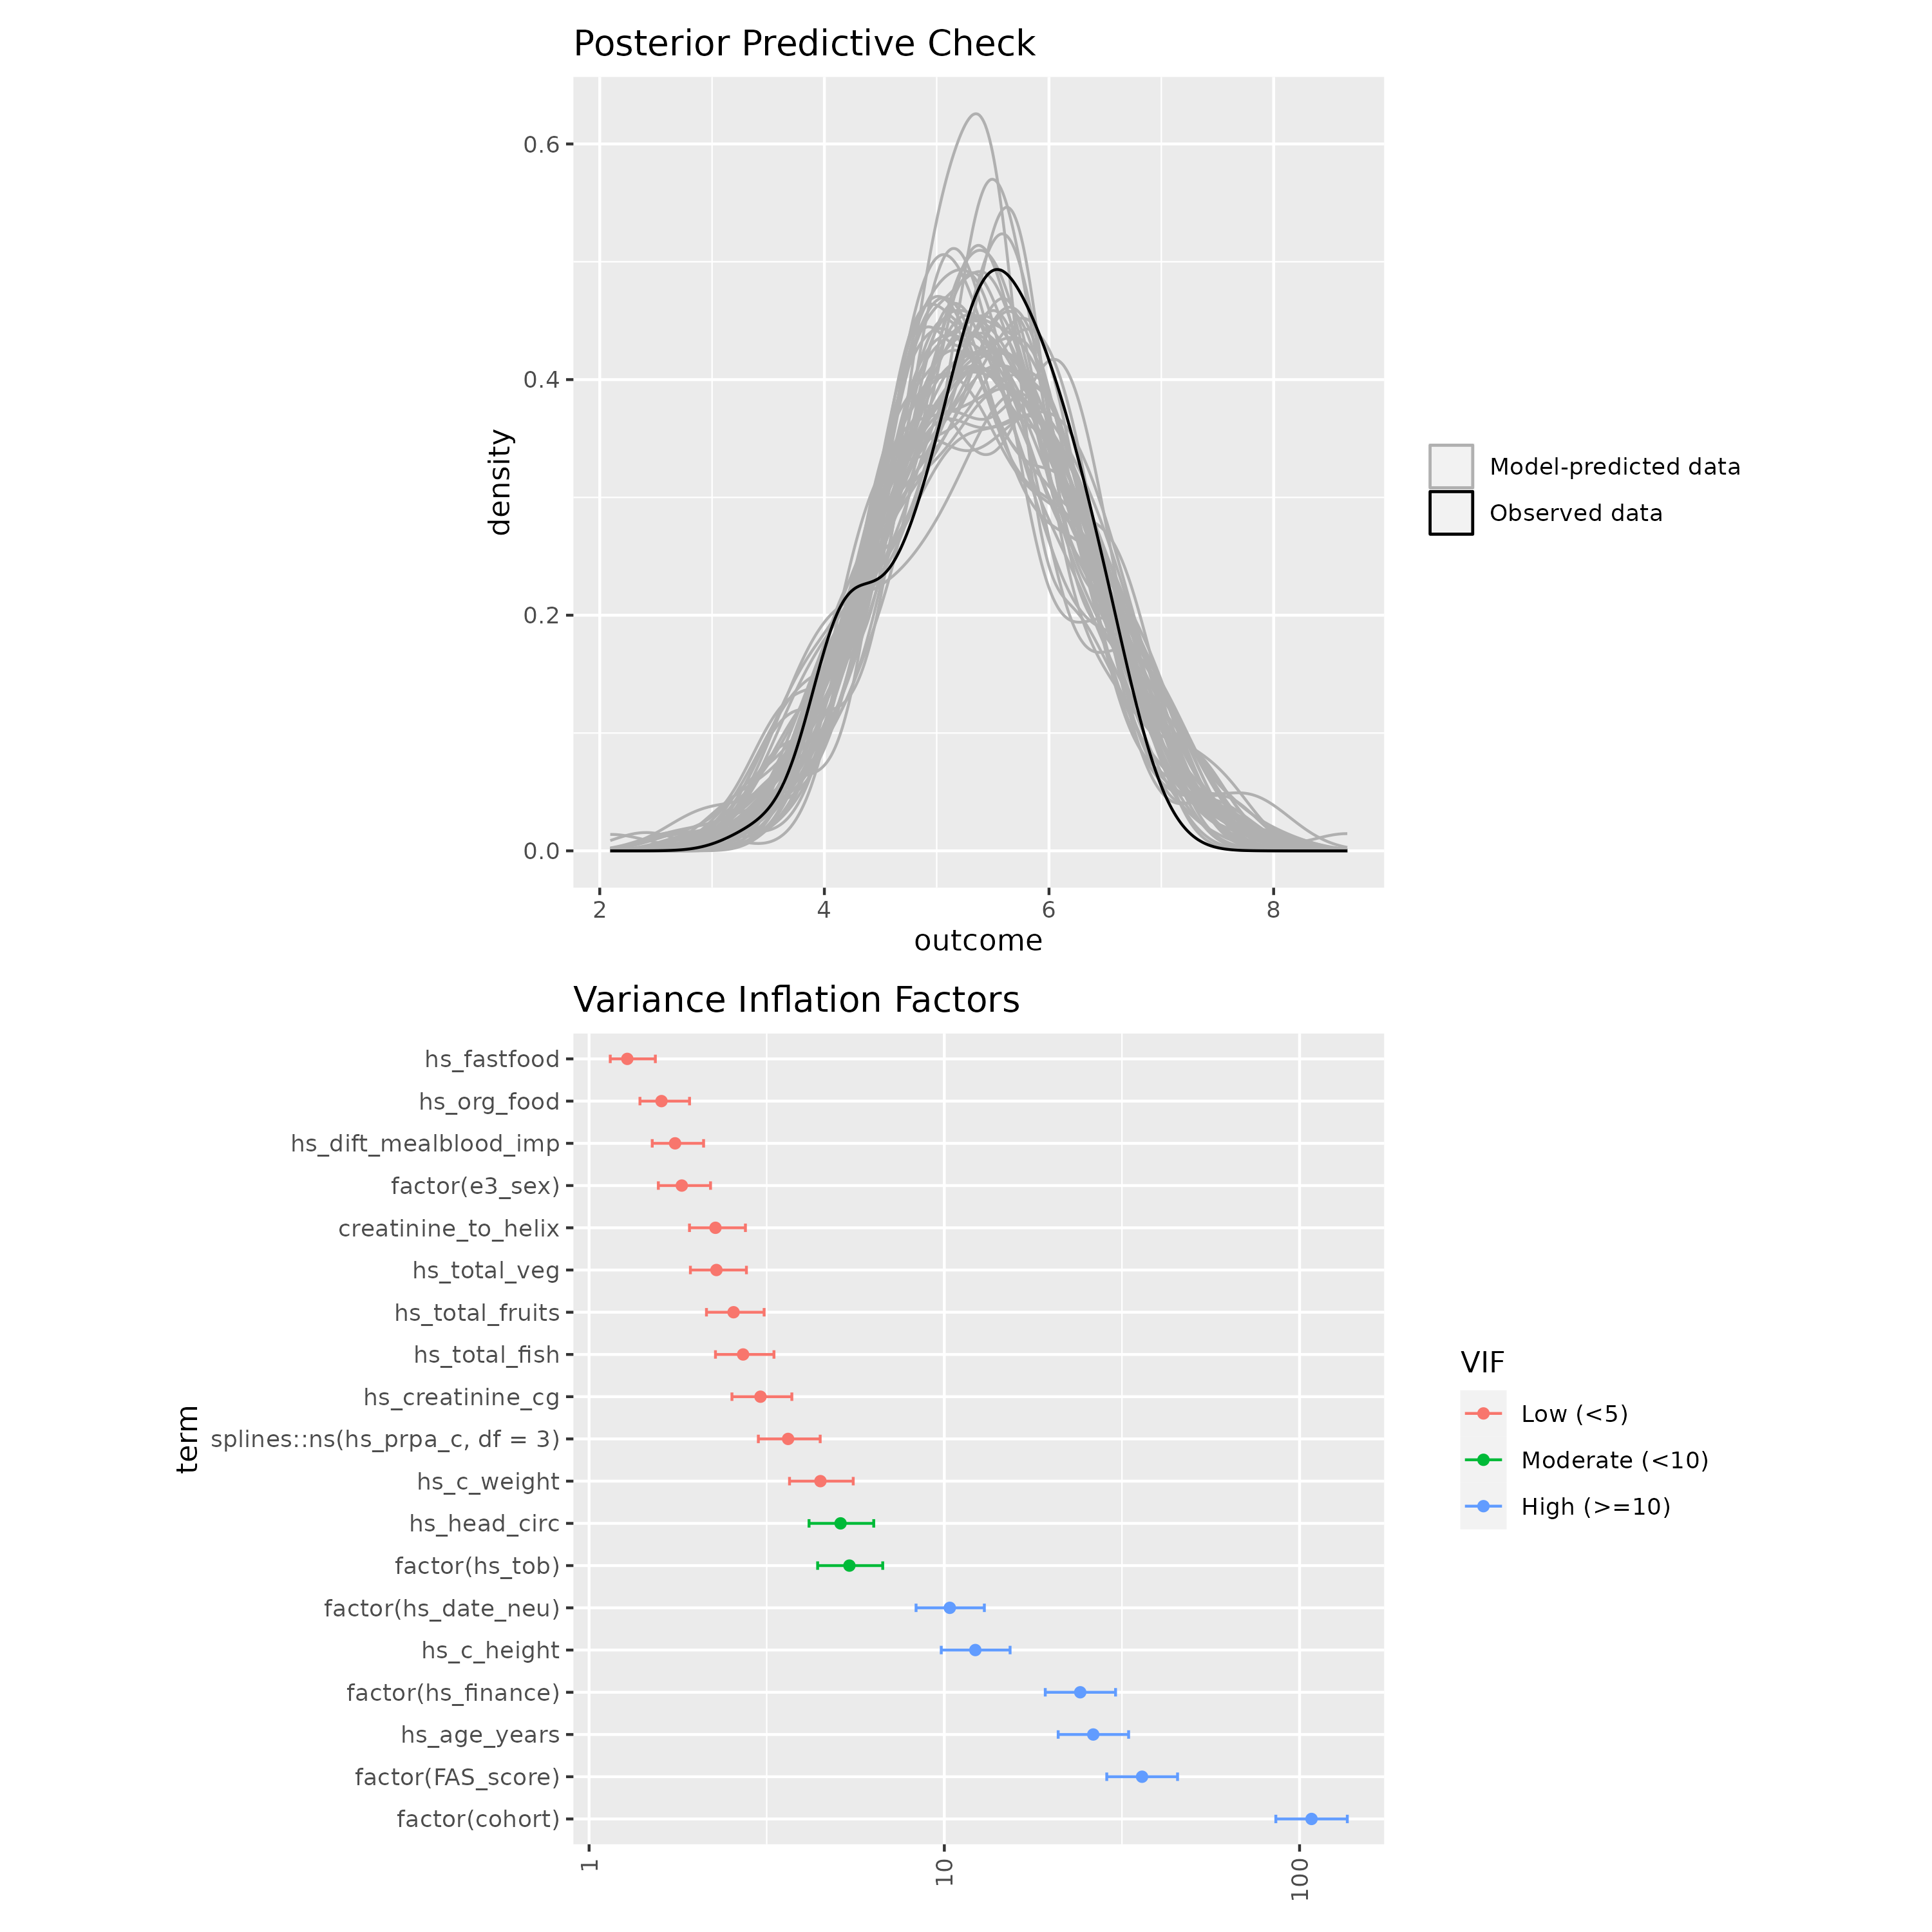 Posterior Predictive Check
0.6
0.4
0.2
0.0
density
2 4 6 8
outcome
Model-predicted data
Observed data
Variance Inflation Factors
hs_fastfood
hs_org_food
hs_dift_mealblood_imp
factor(e3_sex)
creatinine_to_helix
hs_total_veg
hs_total_fruits
hs_total_fish
hs_creatinine_cg
splines::ns(hs_prpa_c, df = 3)
hs_c_weight
hs_head_circ
factor(hs_tob)
factor(hs_date_neu)
hs_c_height
factor(hs_finance)
hs_age_years
factor(FAS_score)
factor(cohort)
term
1 10 100
VIF
Low (<5)
Moderate (<10)
High (>=10)